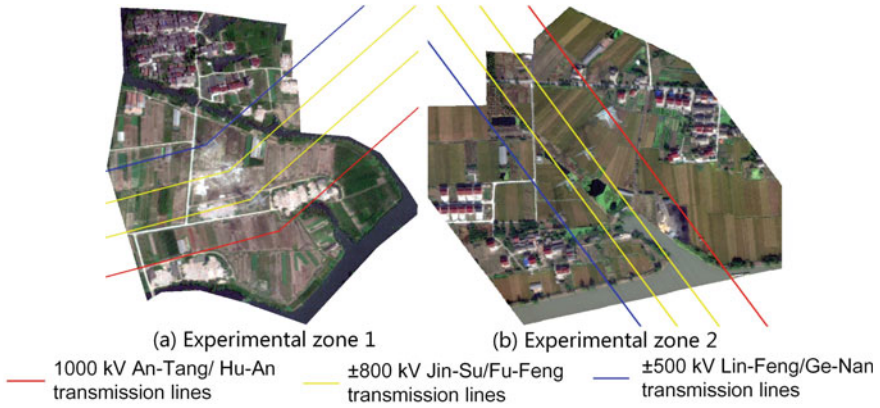 (a) Experimental zone 1
(b) Experimental zone 2
1000 kV An-Tang/ Hu-An
transmission lines
±800 kV Jin-Su/Fu-Feng
transmission lines
±500 kV Lin-Feng/Ge-Nan
transmission lines